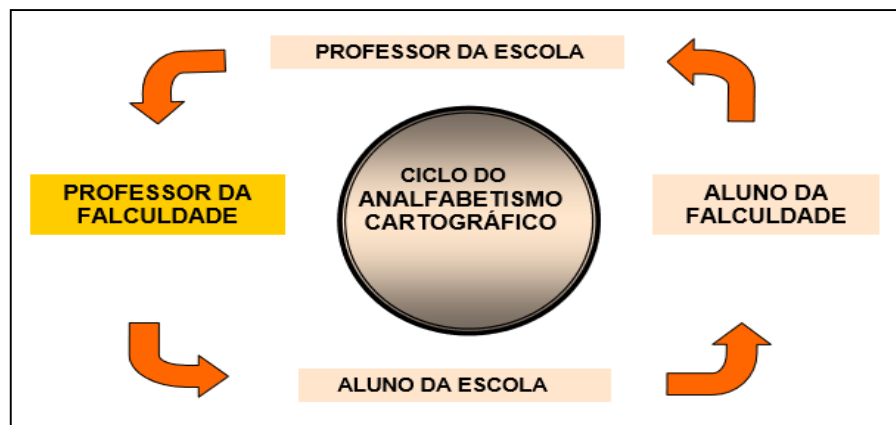 PROFESSOR DA ESCOLA
PROFESSOR DA
FALCULDADE
CICLO DO
ANALFABETISMO
CARTOGRÁFICO
ALUNO DA
FALCULDADE
ALUNO DA ESCOLA